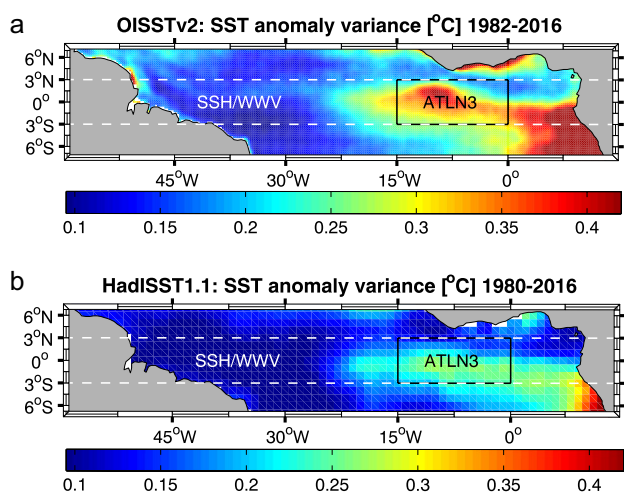 a
OISSTv2: SST anomaly variance [°C] 1982-2016
6°N
3°N
0°
3°S
6°S
SSH/WWV
ATLN3
45°W 30°W 15°W 0°
0.1 0.15 0.2 0.25 0.3 0.35 0.4
b
HadISST1.1: SST anomaly variance [°C] 1980-2016
6°N
3°N
0°
3°S
6°S
SSH/WWV
ATLN3
45°W 30°W 15°W 0°
0.1 0.15 0.2 0.25 0.3 0.35 0.4